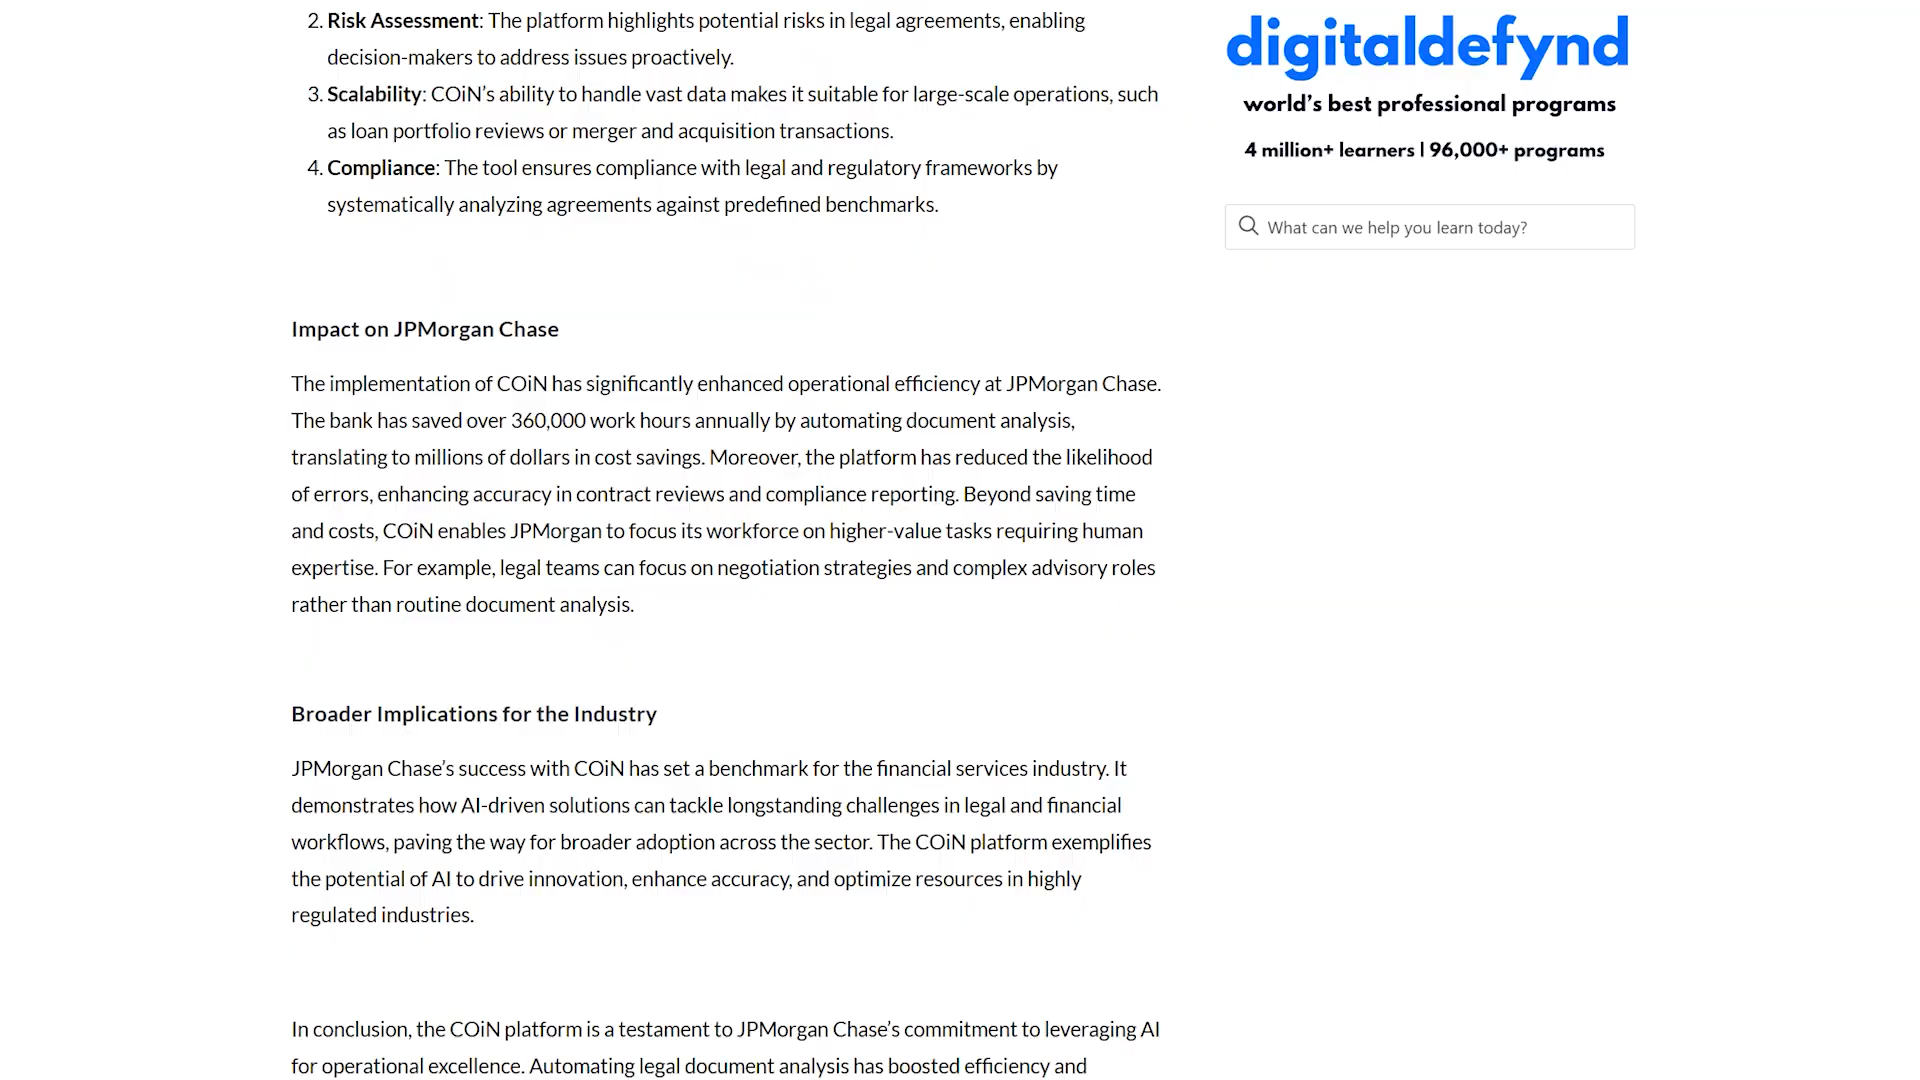 2. Risk Assessment: The platform highlights potential risks in legal agreements, enabling
decision-makers to address issues proactively.
3. Scalability: COiN’s ability to handle vast data makes it suitable for large-scale operations, such
as loan portfolio reviews or merger and acquisition transactions.
4. Compliance: The tool ensures compliance with legal and regulatory frameworks by
systematically analyzing agreements against predefined benchmarks.
Impact on JPMorgan Chase
The implementation of COiN has significantly enhanced operational efficiency at JPMorgan Chase.
The bank has saved over 360,000 work hours annually by automating document analysis,
translating to millions of dollars in cost savings. Moreover, the platform has reduced the likelihood
of errors, enhancing accuracy in contract reviews and compliance reporting. Beyond saving time
and costs, COiN enables JPMorgan to focus its workforce on higher-value tasks requiring human
expertise. For example, legal teams can focus on negotiation strategies and complex advisory roles
rather than routine document analysis.
Broader Implications for the Industry
JPMorgan Chase’s success with COiN has set a benchmark for the financial services industry. It
demonstrates how AI-driven solutions can tackle longstanding challenges in legal and financial
workflows, paving the way for broader adoption across the sector. The COiN platform exemplifies
the potential of AI to drive innovation, enhance accuracy, and optimize resources in highly
regulated industries.
In conclusion, the COiN platform is a testament to JPMorgan Chase’s commitment to leveraging AI
for operational excellence. Automating legal document analysis has boosted efficiency and
digitaldefynd
world’s best professional programs
4 million+ learners | 96,000+ programs
What can we help you learn today?